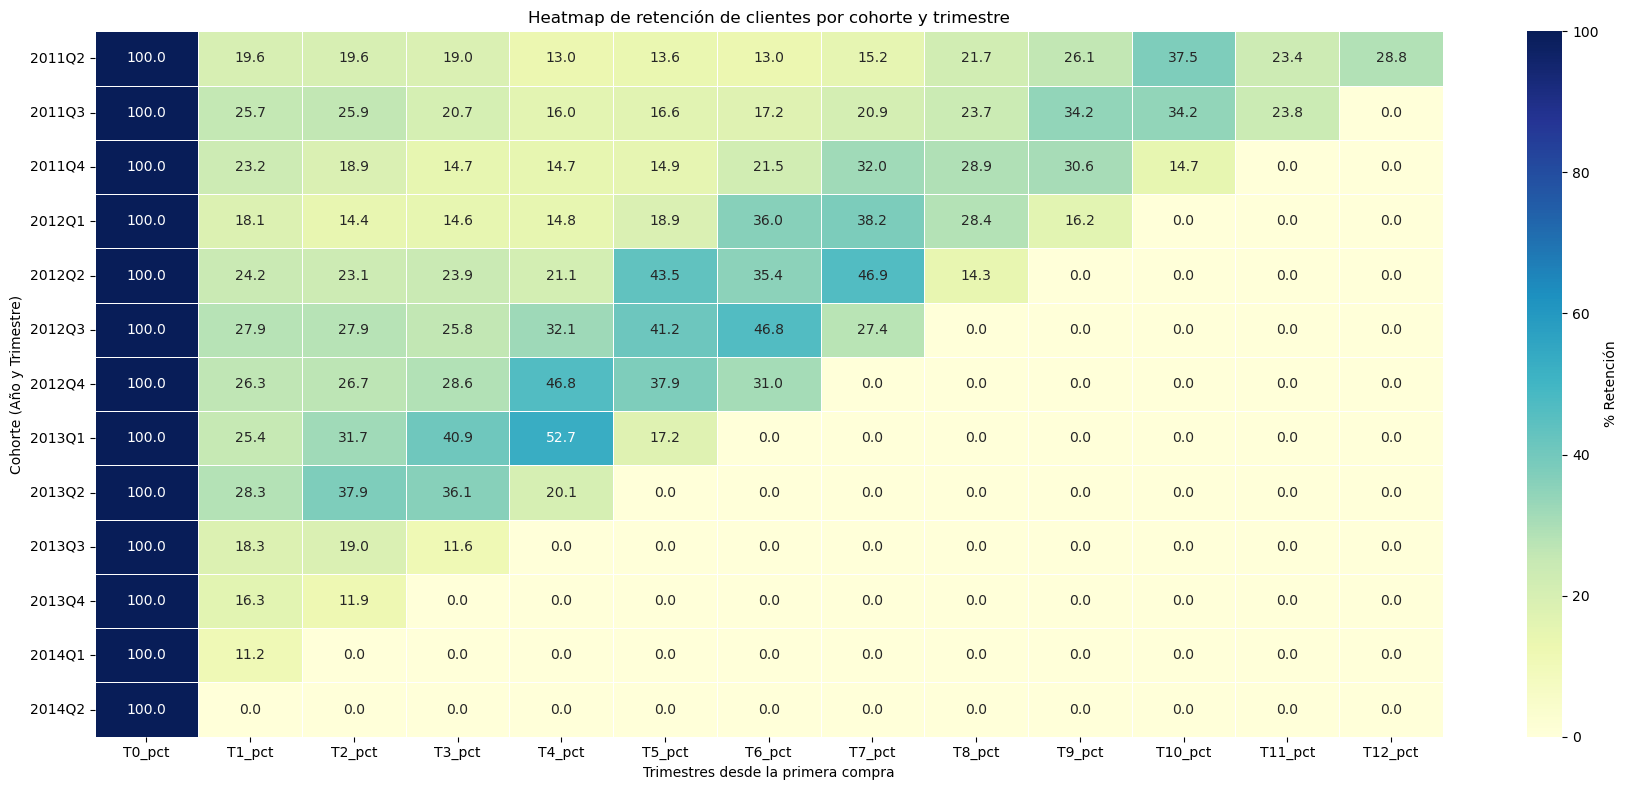 Heatmap de retención de clientes por cohorte y trimestre
Cohorte (Año y Trimestre)
2011Q2 100.0 19.6 19.6 19.0 13.0 13.6 13.0 15.2 21.7 26.1 37.5 23.4 28.8
2011Q3 100.0 25.7 25.9 20.7 16.0 16.6 17.2 20.9 23.7 34.2 34.2 23.8 0.0
2011Q4 100.0 23.2 18.9 14.7 14.7 14.9 21.5 32.0 28.9 30.6 14.7 0.0 0.0
2012Q1 100.0 18.1 14.4 14.6 14.8 18.9 36.0 38.2 28.4 16.2 0.0 0.0 0.0
2012Q2 100.0 24.2 23.1 23.9 21.1 43.5 35.4 46.9 14.3 0.0 0.0 0.0 0.0
2012Q3 100.0 27.9 27.9 25.8 32.1 41.2 46.8 27.4 0.0 0.0 0.0 0.0 0.0
2012Q4 100.0 26.3 26.7 28.6 46.8 37.9 31.0 0.0 0.0 0.0 0.0 0.0 0.0
2013Q1 100.0 25.4 31.7 40.9 52.7 17.2 0.0 0.0 0.0 0.0 0.0 0.0 0.0
2013Q2 100.0 28.3 37.9 36.1 20.1 0.0 0.0 0.0 0.0 0.0 0.0 0.0 0.0
2013Q3 100.0 18.3 19.0 11.6 0.0 0.0 0.0 0.0 0.0 0.0 0.0 0.0 0.0
2013Q4 100.0 16.3 11.9 0.0 0.0 0.0 0.0 0.0 0.0 0.0 0.0 0.0 0.0
2014Q1 100.0 11.2 0.0 0.0 0.0 0.0 0.0 0.0 0.0 0.0 0.0 0.0 0.0
2014Q2 100.0 0.0 0.0 0.0 0.0 0.0 0.0 0.0 0.0 0.0 0.0 0.0 0.0
T0_pct T1_pct T2_pct T3_pct T4_pct T5_pct T6_pct T7_pct T8_pct T9_pct T10_pct T11_pct T12_pct
Trimestres desde la primera compra
100
80
60
40
20
0
% Retención